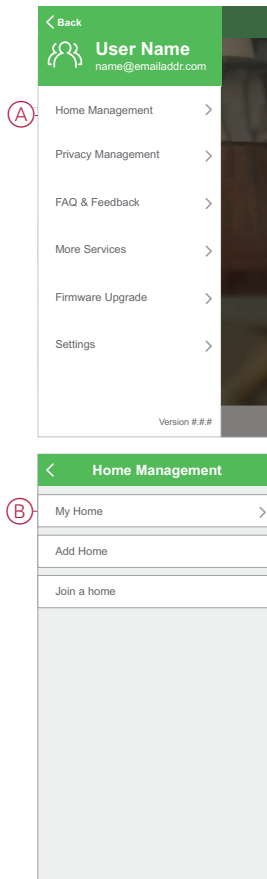 Back
User Name
name@emailaddr.com
A
Home Management
Privacy Management
FAQ & Feedback
More Services
Firmware Upgrade
Settings
Version #.#.#
Home Management
B
My Home
Add Home
Join a home